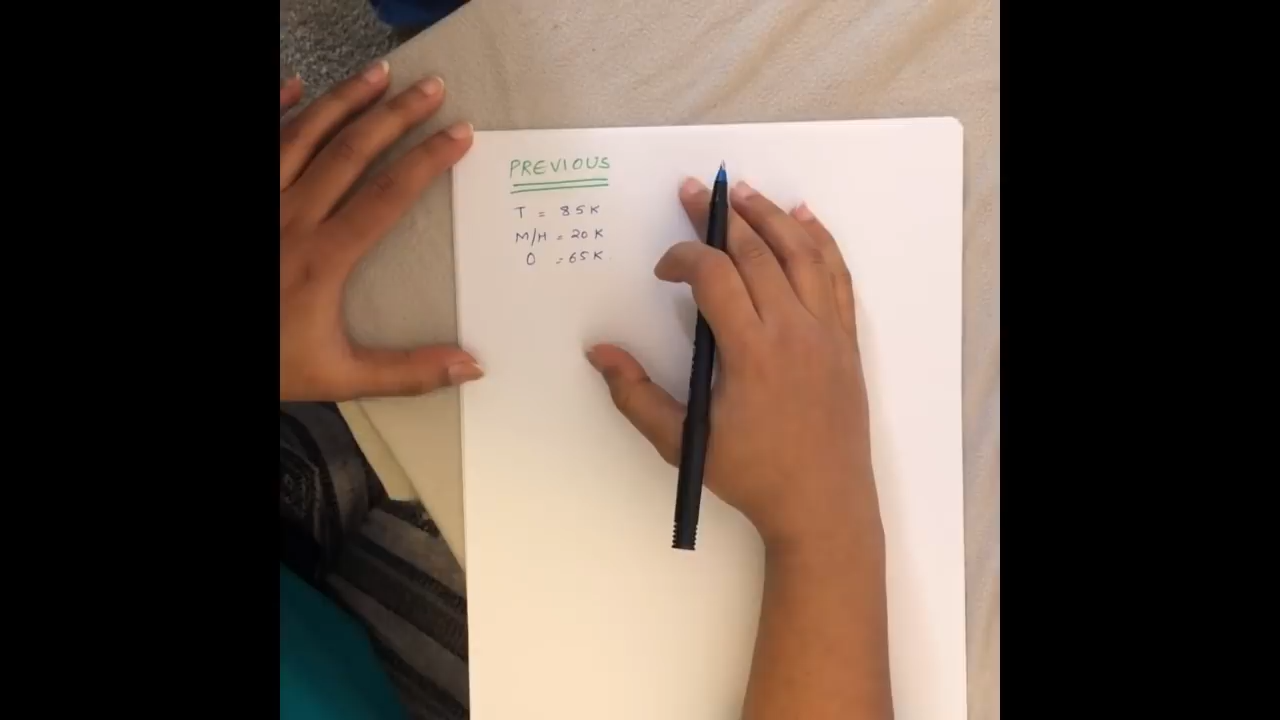 PREVIOUS
T = 85K
M/H = 20K
O = 65K